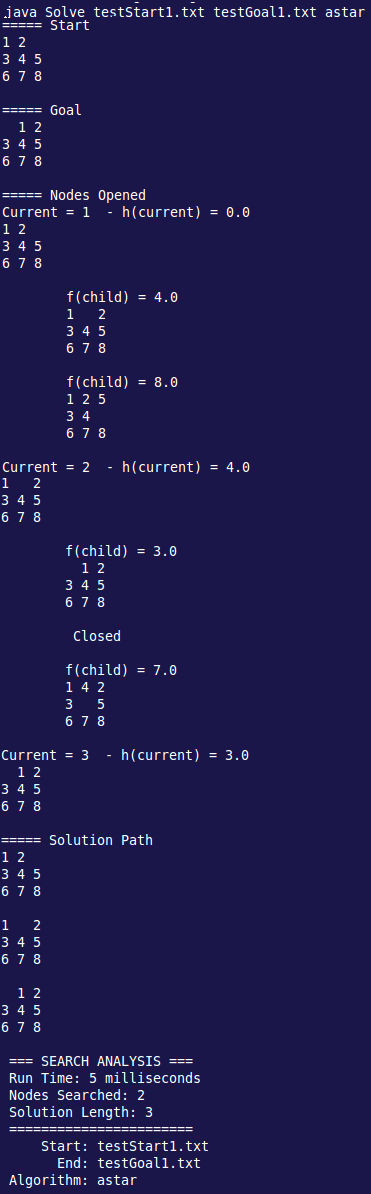 java Solve testStart1.txt testGoal1.txt astar
===== Start
1 2
3 4 5
6 7 8
===== Goal
  1 2
3 4 5
6 7 8
===== Nodes Opened
Current = 1  - h(current) = 0.0
1 2
3 4 5
6 7 8
        f(child) = 4.0
        1   2
        3 4 5
        6 7 8
        f(child) = 8.0
        1 2 5
        3 4
        6 7 8
Current = 2  - h(current) = 4.0
1   2
3 4 5
6 7 8
        f(child) = 3.0
          1 2
        3 4 5
        6 7 8
         Closed
        f(child) = 7.0
        1 4 2
        3   5
        6 7 8
Current = 3  - h(current) = 3.0
  1 2
3 4 5
6 7 8
===== Solution Path
1 2
3 4 5
6 7 8
1   2
3 4 5
6 7 8
  1 2
3 4 5
6 7 8
=== SEARCH ANALYSIS ===
Run Time: 5 milliseconds
Nodes Searched: 2
Solution Length: 3
=======================
    Start: testStart1.txt
      End: testGoal1.txt
Algorithm: astar